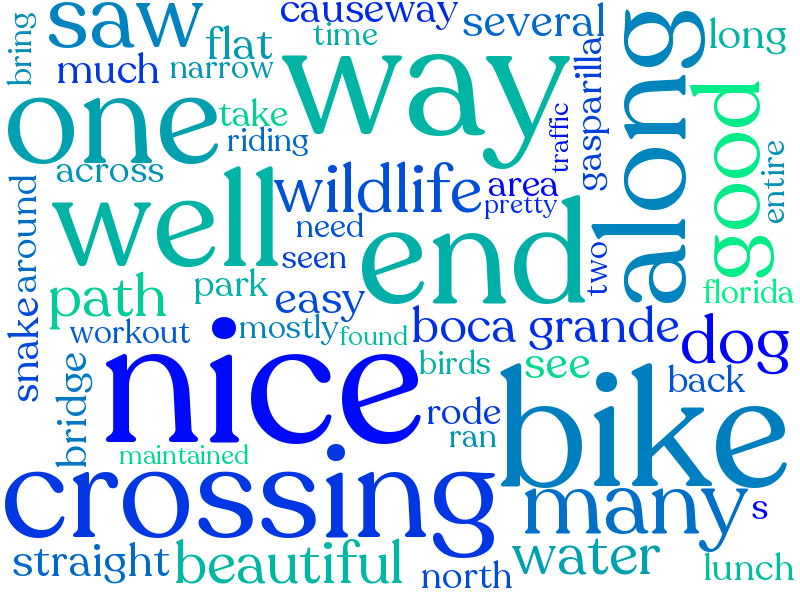 bring
saw
causeway
several
along
long
flat
time
way
much
narrow
gasparilla
one
take
good
riding
traffic
across
well
wildlife
area
pretty
entire
around
need
end
two
seen
snake
path
park
easy
florida
workout
nice
mostly
found
boca grande
dog
birds
see
bike
back
bridge
rode
ran
maintained
crossing
many
s
straight
beautiful
north
water
lunch